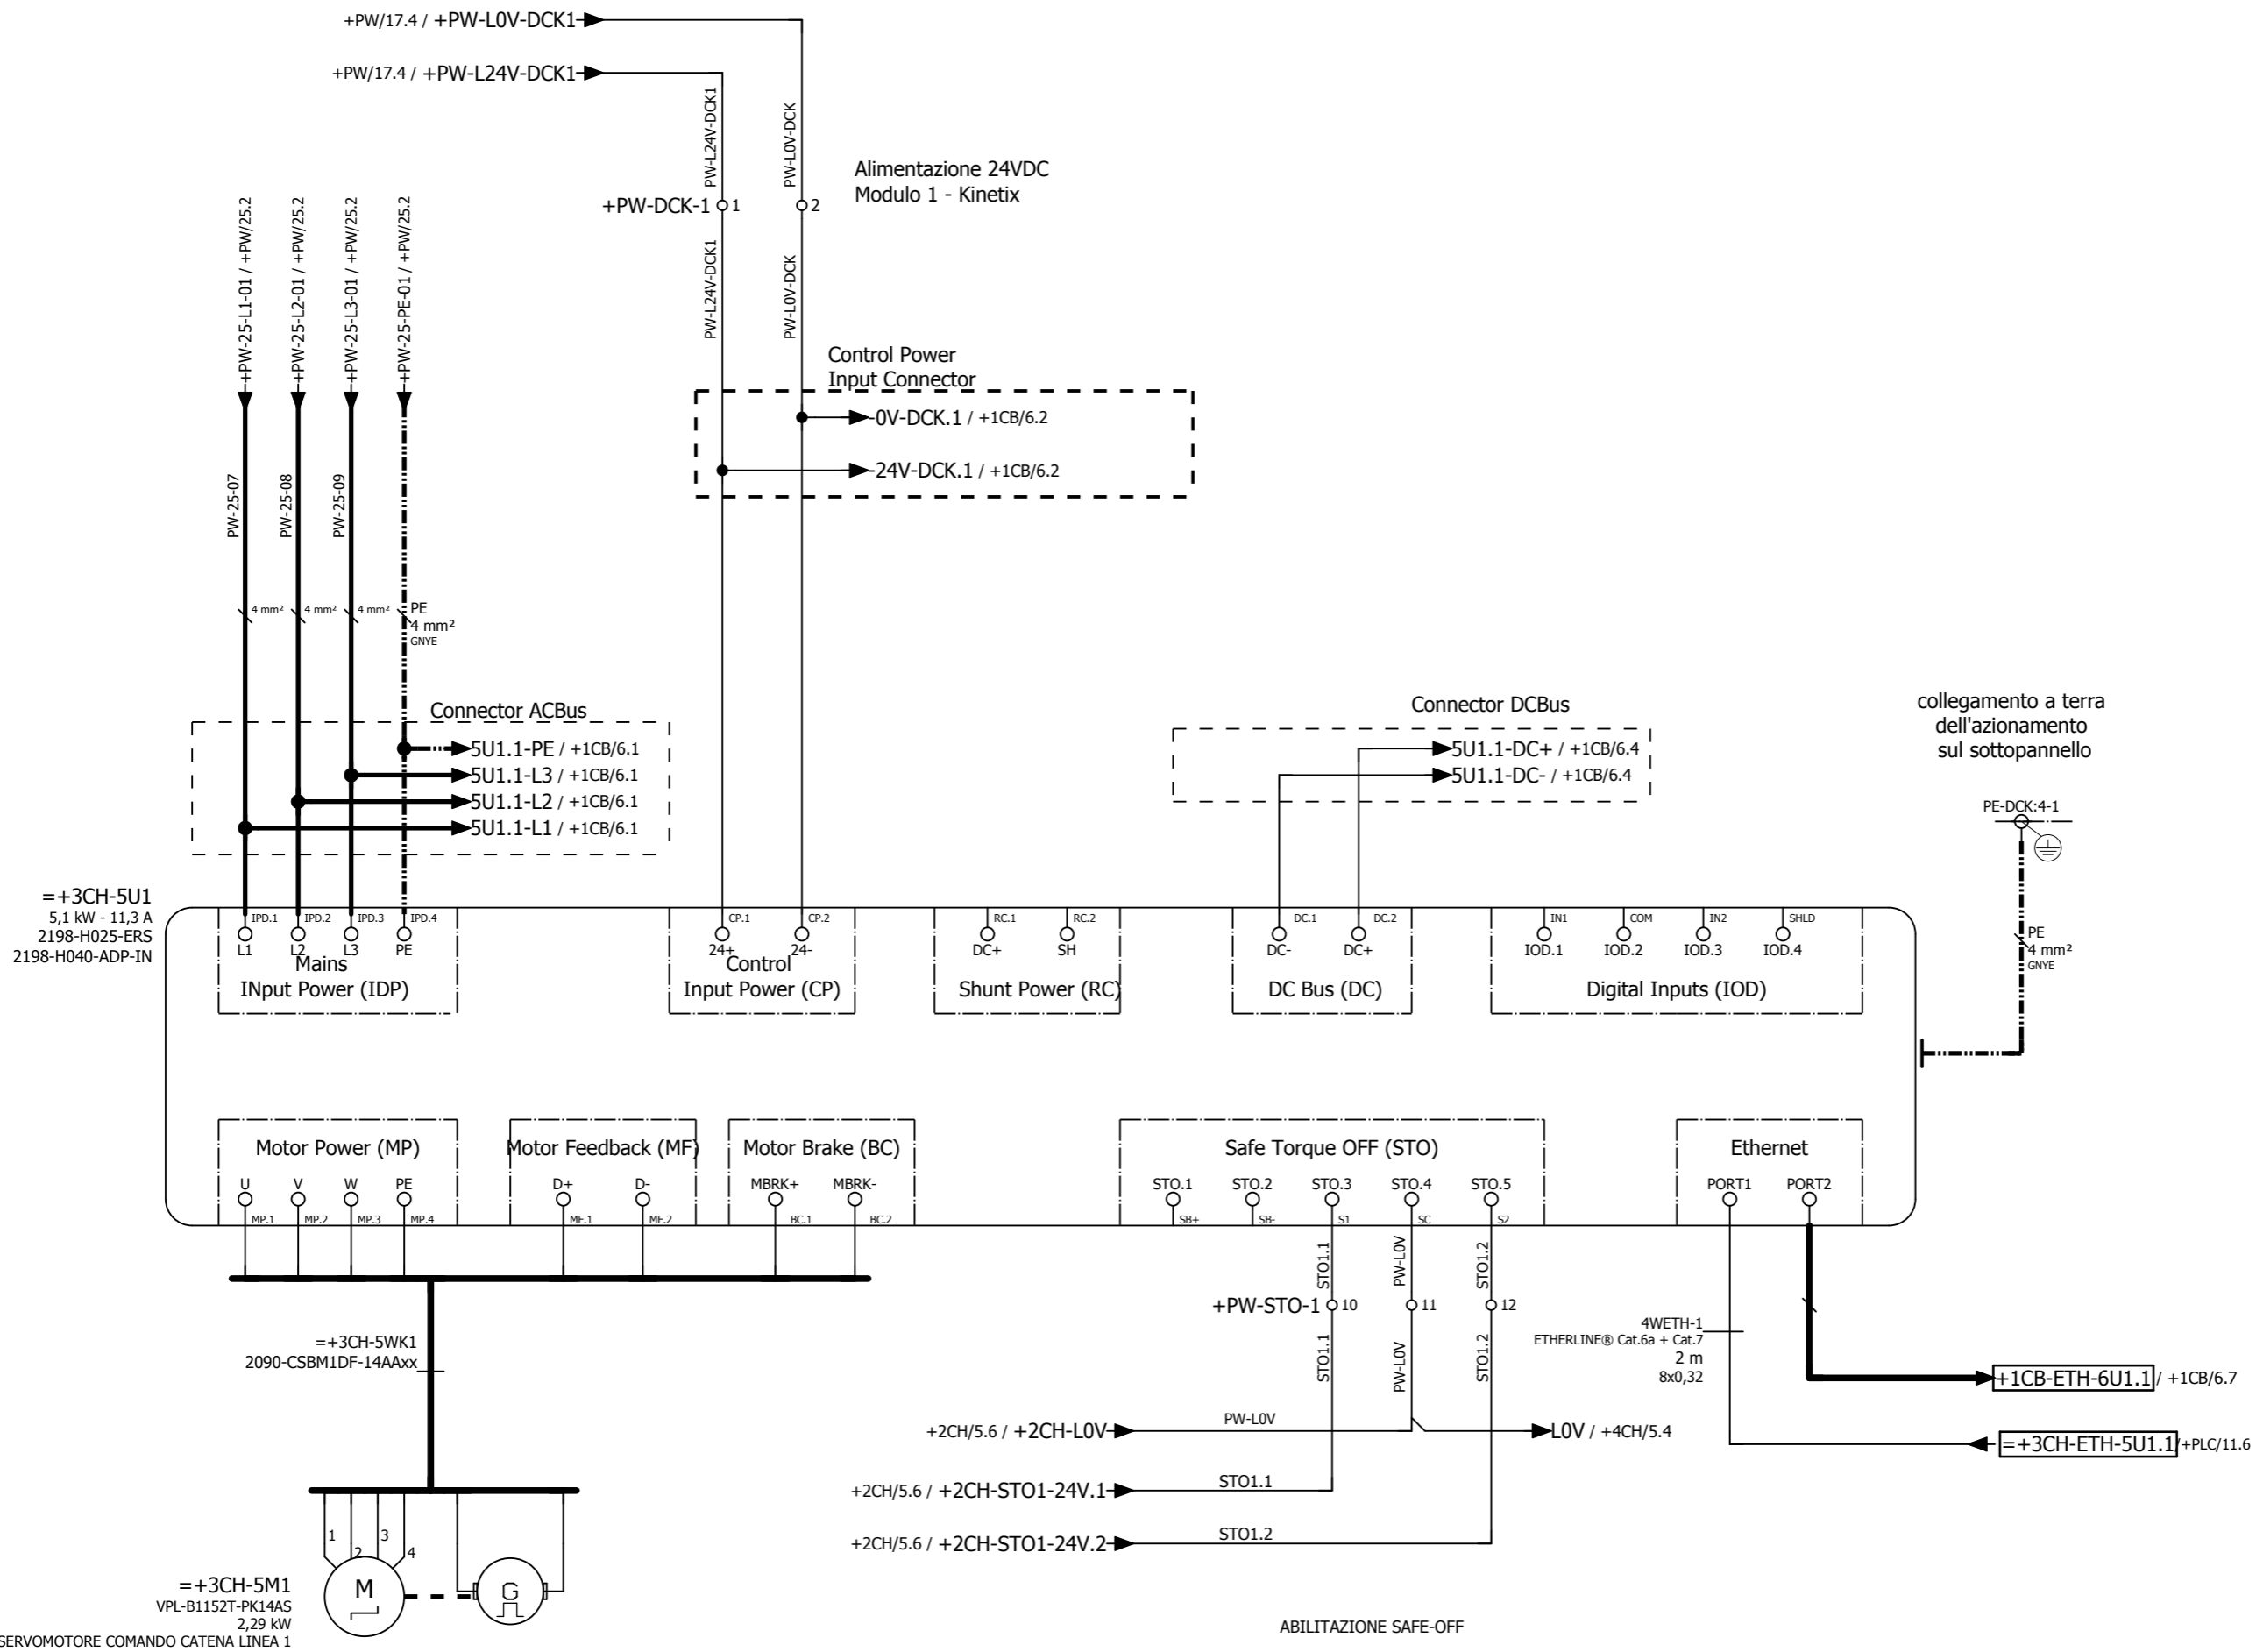 +PW/17.4 / +PW-L0V-DCK1
+PW/17.4 / +PW-L24V-DCK1
PW-L24V-DCK1
PW-L0V-DCK
Alimentazione 24VDC
Modulo 1 - Kinetix
+PW-DCK-1
1
2
PW-L24V-DCK1
PW-L0V-DCK
+PW-25-L1-01 / +PW/25.2
+PW-25-L2-01 / +PW/25.2
+PW-25-L3-01 / +PW/25.2
+PW-25-PE-01 / +PW/25.2
Control Power
Input Connector
-0V-DCK.1 / +1CB/6.2
-24V-DCK.1 / +1CB/6.2
PW-25-07
PW-25-08
PW-25-09
4 mm²
4 mm²
4 mm²
PE
4 mm²
GNYE
Connector ACBus
5U1.1-PE / +1CB/6.1
5U1.1-L3 / +1CB/6.1
5U1.1-L2 / +1CB/6.1
5U1.1-L1 / +1CB/6.1
Connector DCBus
5U1.1-DC+ / +1CB/6.4
5U1.1-DC- / +1CB/6.4
collegamento a terra
dell'azionamento
sul sottopannello
PE-DCK:4-1
PE
4 mm²
GNYE
=+3CH-5U1
5,1 kW - 11,3 A
2198-H025-ERS
2198-H040-ADP-IN
IPD.1
IPD.2
IPD.3
IPD.4
L1
L2
L3
PE
Mains
INput Power (IDP)
CP.1
CP.2
24+
24-
Control
Input Power (CP)
RC.1
RC.2
DC+
SH
Shunt Power (RC)
DC.1
DC.2
DC-
DC+
DC Bus (DC)
IN1
COM
IN2
SHLD
IOD.1
IOD.2
IOD.3
IOD.4
Digital Inputs (IOD)
Motor Power (MP)
U
V
W
PE
MP.1
MP.2
MP.3
MP.4
Motor Feedback (MF)
D+
D-
MF.1
MF.2
Motor Brake (BC)
MBRK+
MBRK-
BC.1
BC.2
Safe Torque OFF (STO)
STO.1
STO.2
STO.3
STO.4
STO.5
SB+
SB-
S1
SC
S2
Ethernet
PORT1
PORT2
STO1.1
PW-L0V
STO1.2
+PW-STO-1
10
11
12
STO1.1
PW-L0V
STO1.2
=+3CH-5WK1
2090-CSBM1DF-14AAxx
4WETH-1
ETHERLINE® Cat.6a + Cat.7
2 m
8x0,32
+1CB-ETH-6U1.1 / +1CB/6.7
=+3CH-ETH-5U1.1 /+PLC/11.6
+2CH/5.6 / +2CH-L0V
PW-L0V
L0V / +4CH/5.4
+2CH/5.6 / +2CH-STO1-24V.1
STO1.1
+2CH/5.6 / +2CH-STO1-24V.2
STO1.2
1
2
3
4
M
G
=+3CH-5M1
VPL-B1152T-PK14AS
2,29 kW
SERVOMOTORE COMANDO CATENA LINEA 1
ABILITAZIONE SAFE-OFF